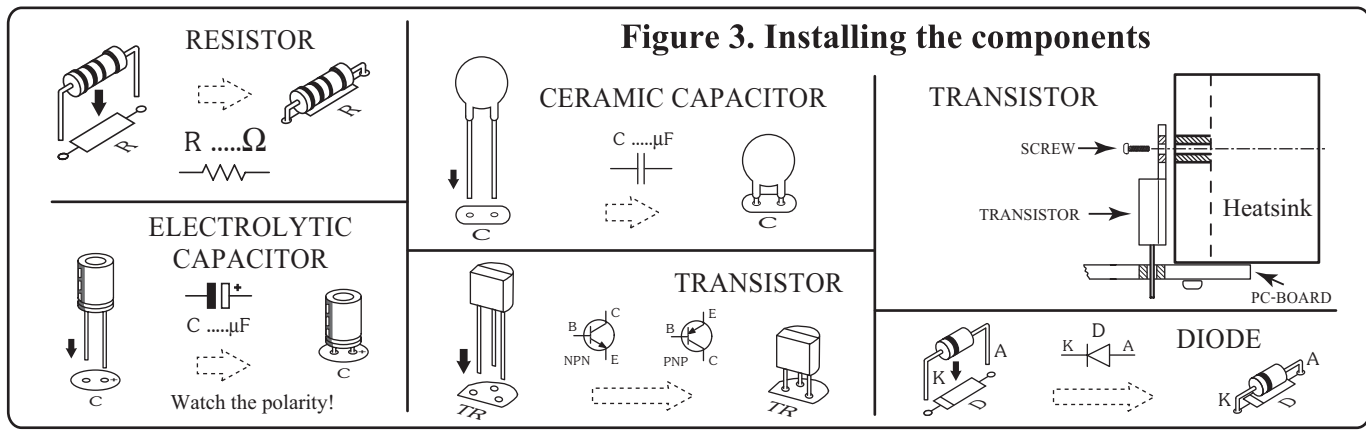 Figure 3. Installing the components
RESISTOR
R
R
R .....Ω
ELECTROLYTIC
CAPACITOR
+
C .....µF
+
C
+
C
Watch the polarity!
CERAMIC CAPACITOR
C .....µF
C
C
TRANSISTOR
B
C
E
NPN
B
E
C
PNP
TR
TR
TRANSISTOR
SCREW
TRANSISTOR
Heatsink
PC-BOARD
DIODE
D
K
A
A
K
D
A
K
D